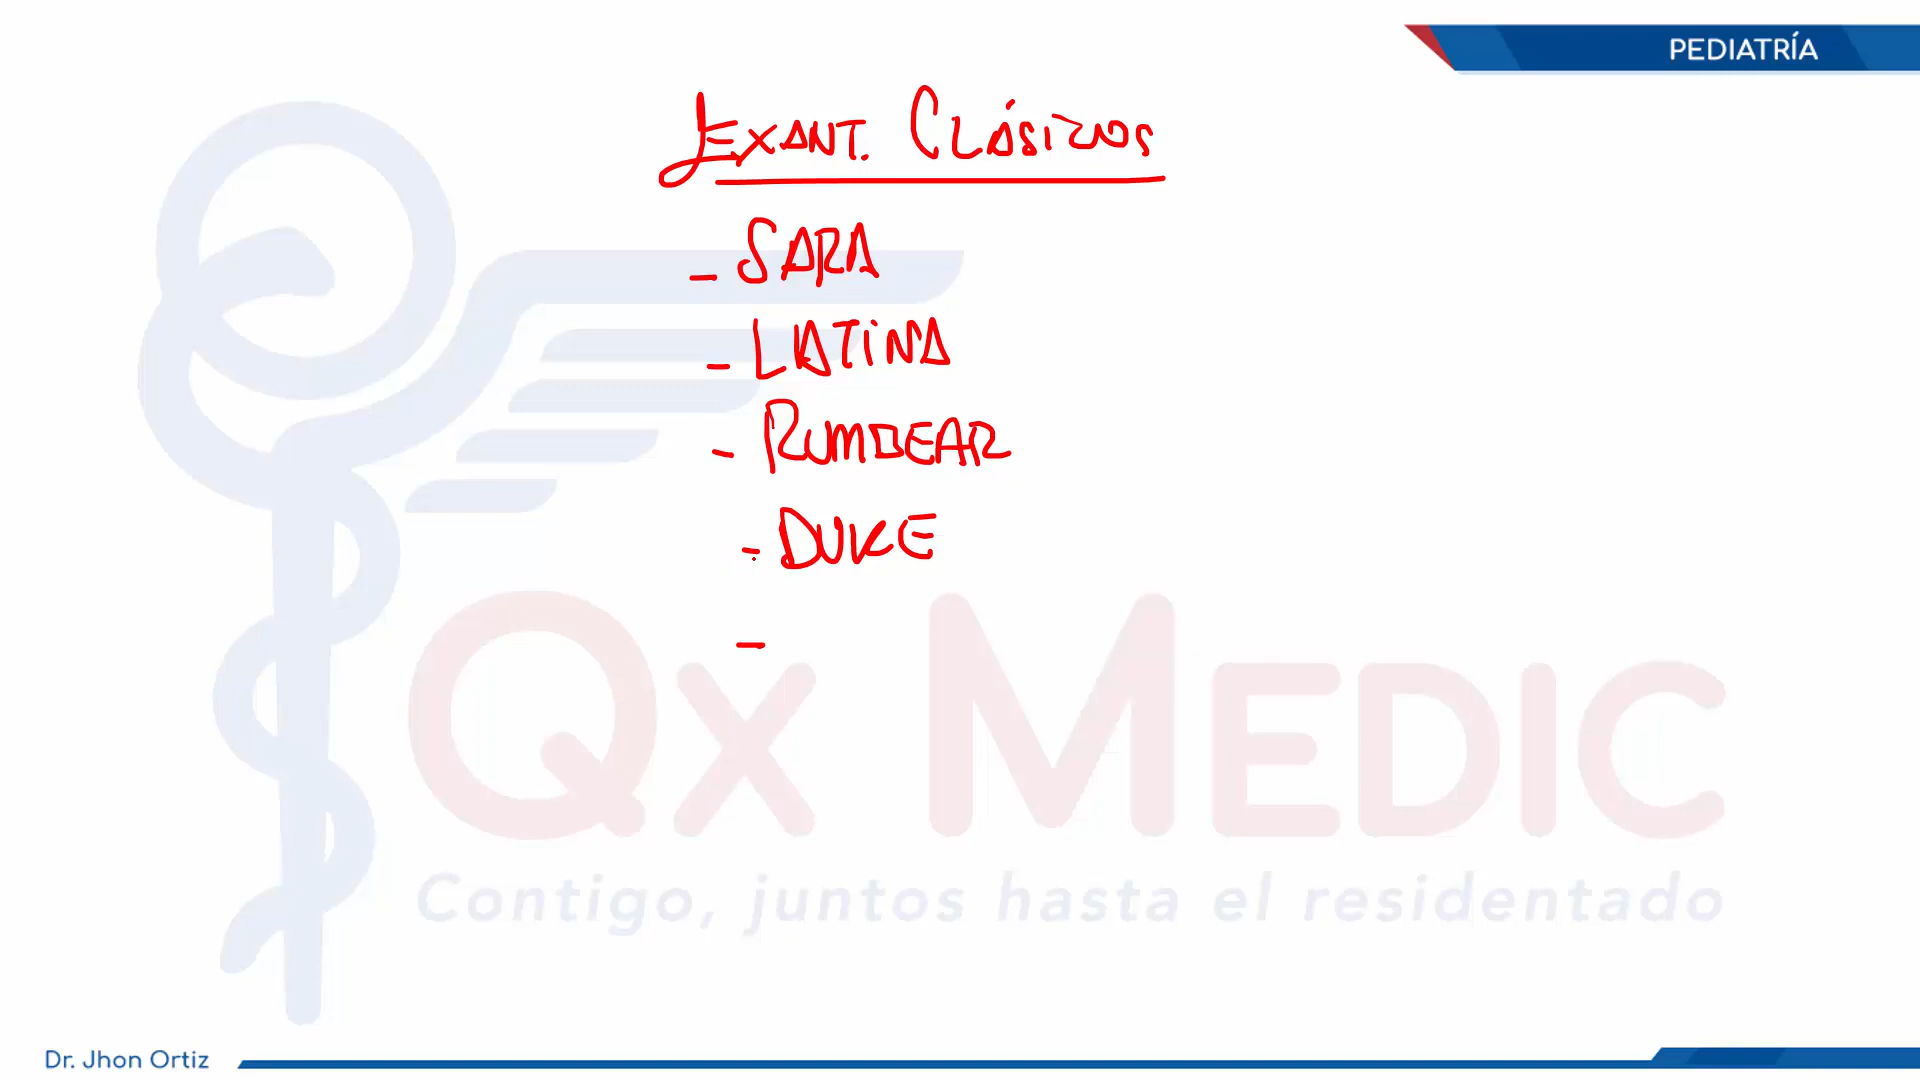 PEDIATRÍA
EXANT. CLÁSICOS
- SARA
- LATINA
- RUMBEAR
- DUKE
-
Qx MEDIC
Contigo, juntos hasta el residentado
Dr. Jhon Ortiz